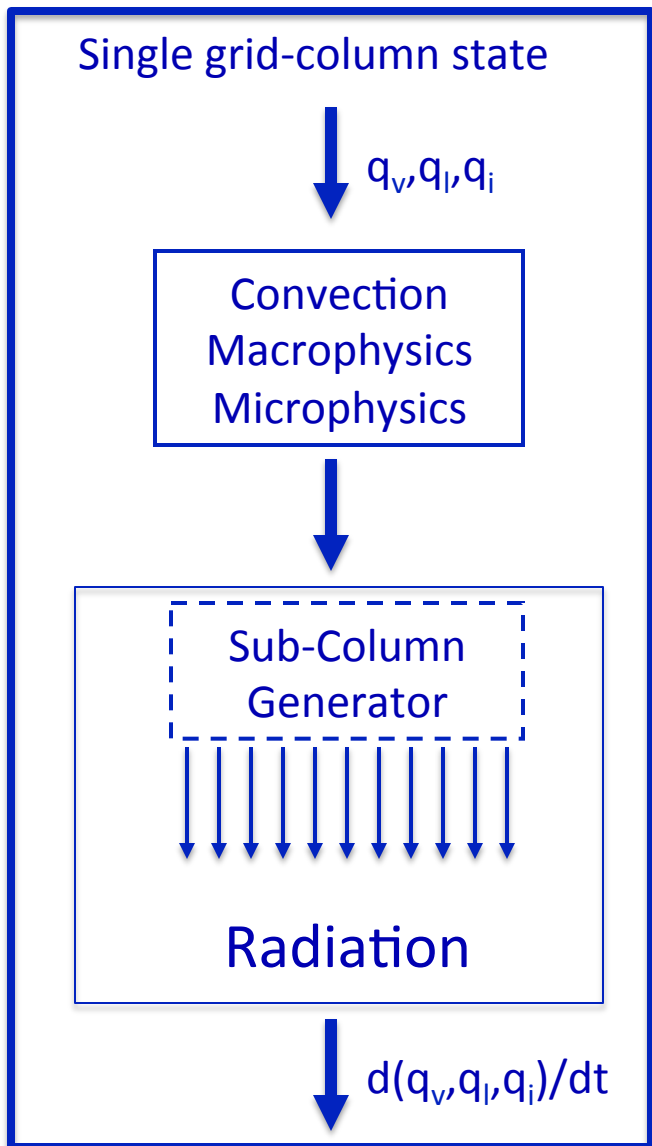 Single grid-column state
qv,ql,qi
Convection
Macrophysics
Microphysics
Sub-Column
Generator
Radiation
d(qv,ql,qi)/dt